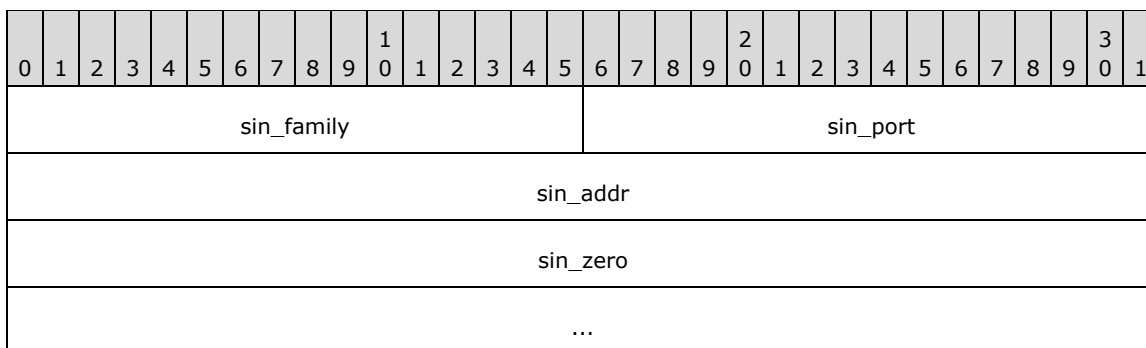 1 2 3
0 1 2 3 4 5 6 7 8 9 0 1 2 3 4 5 6 7 8 9 0 1 2 3 4 5 6 7 8 9 0 1
sin_family sin_port
sin_addr
sin_zero
...